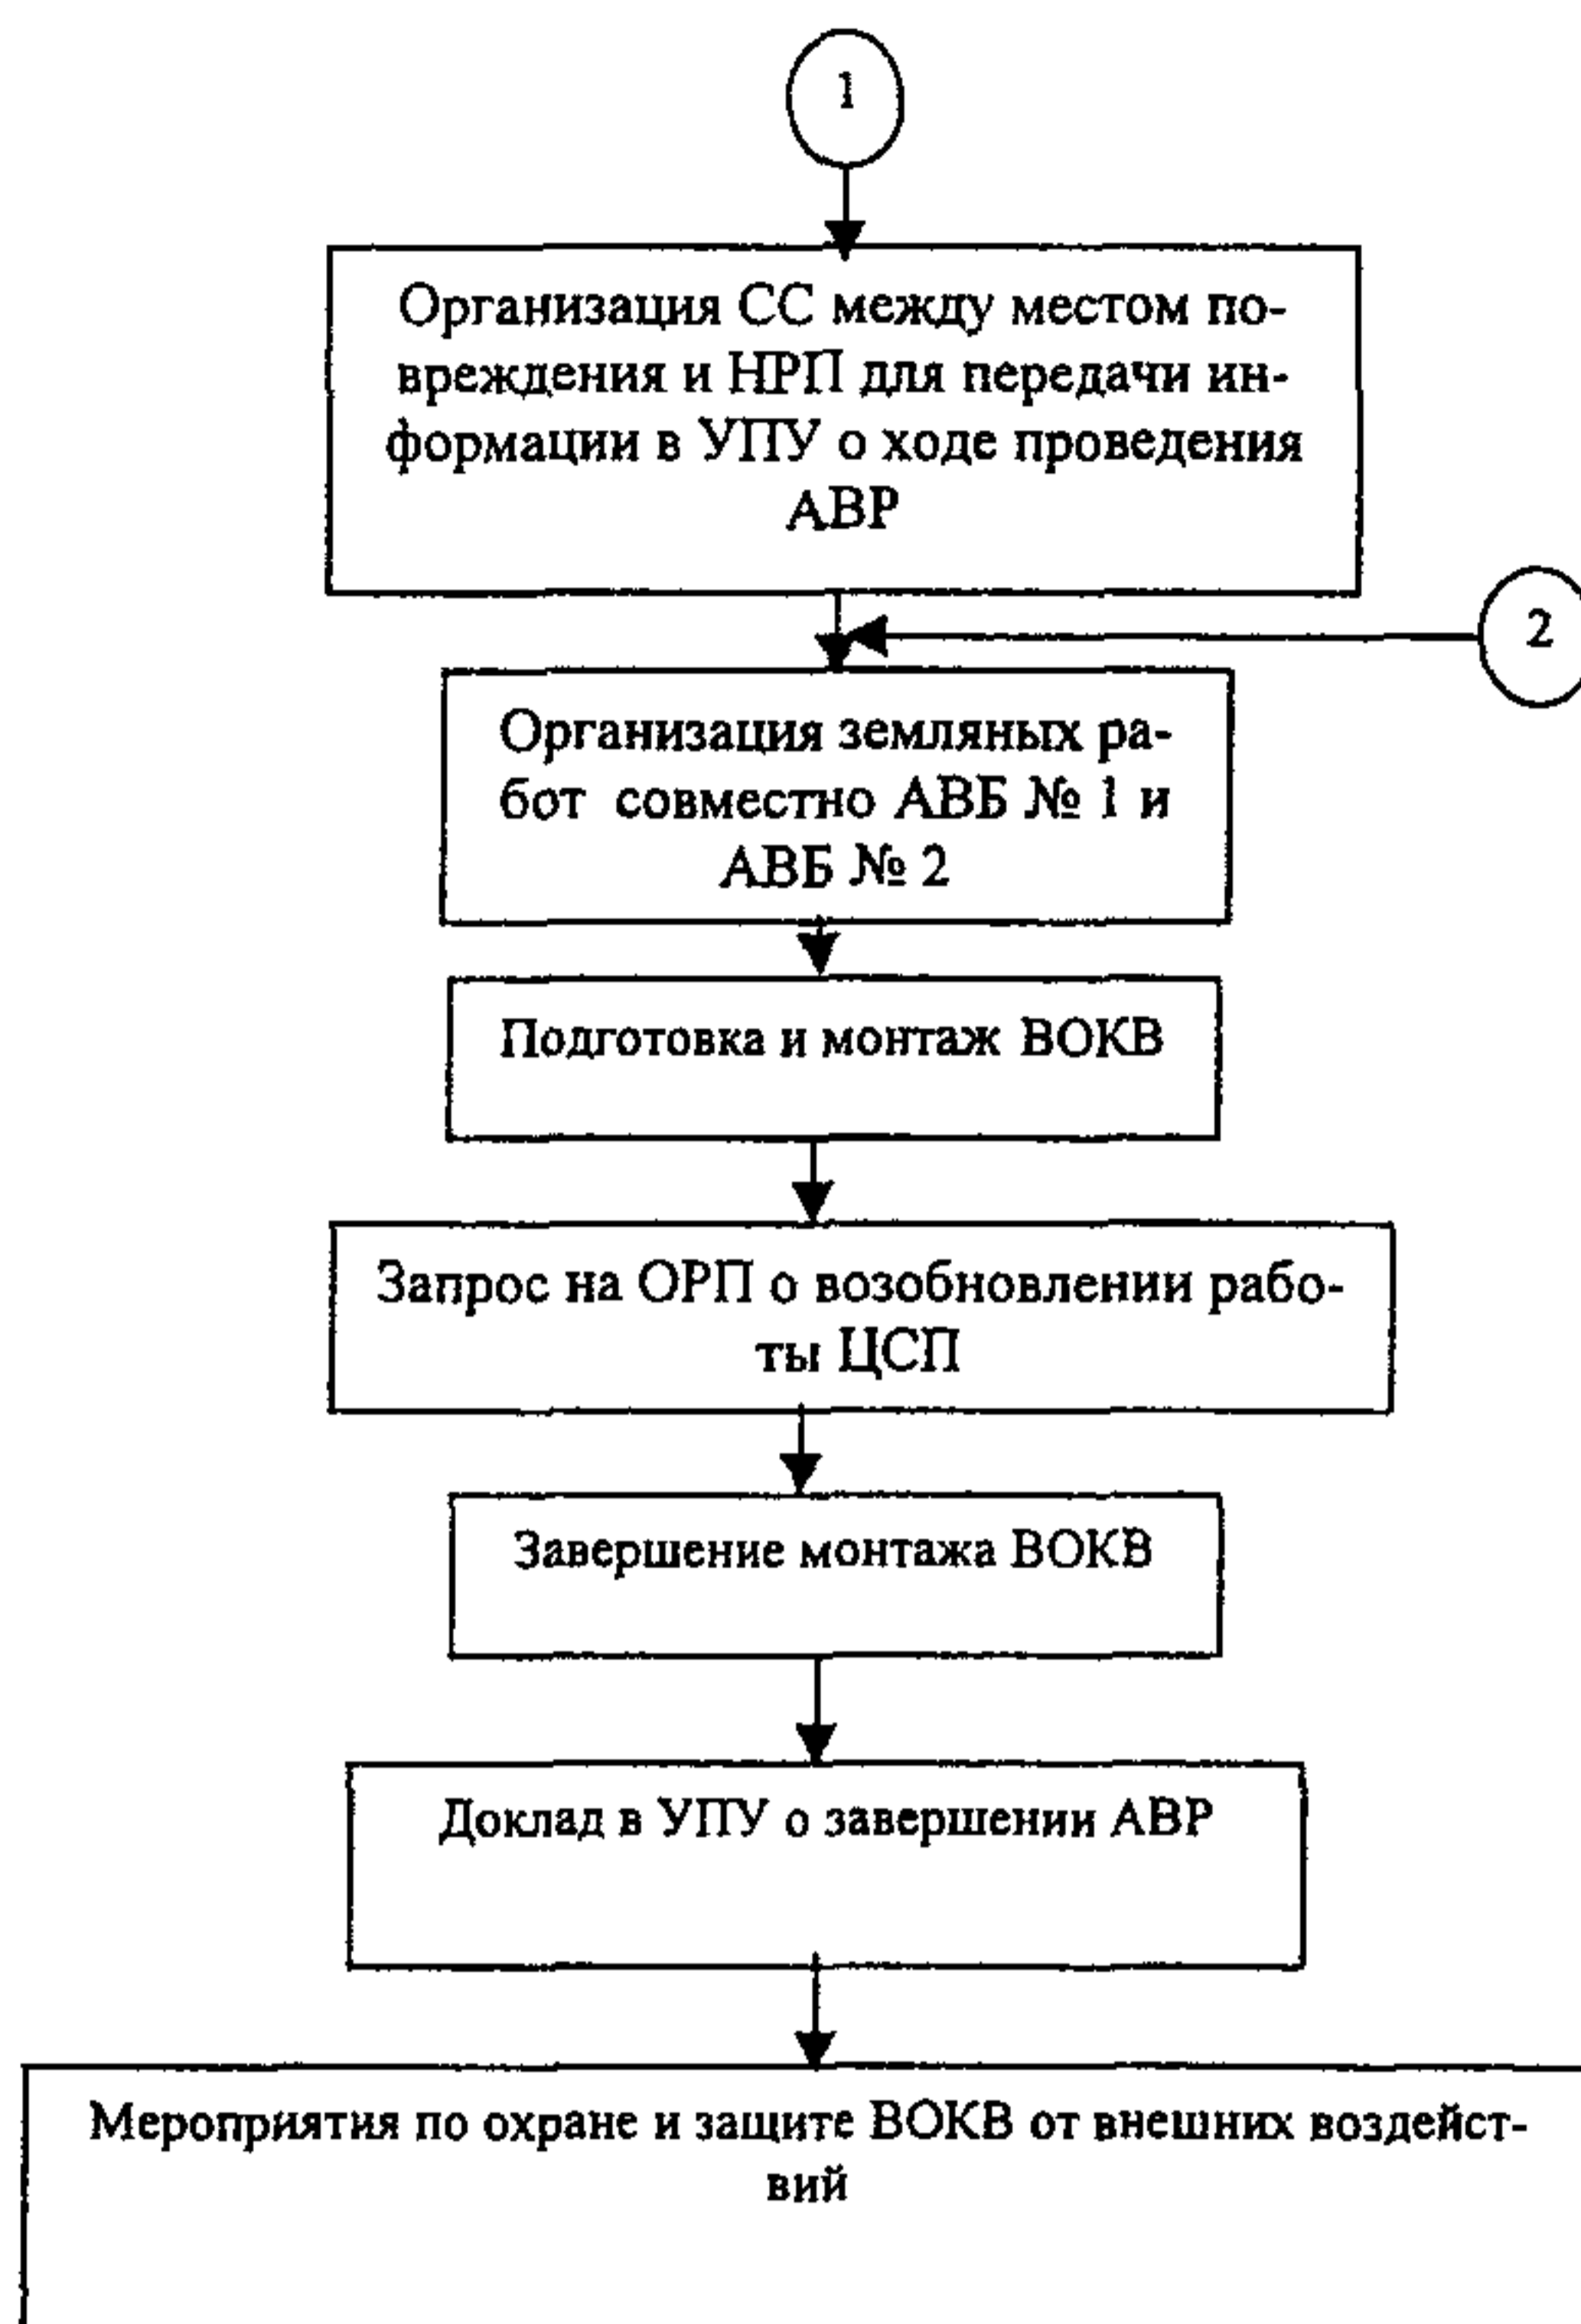 1
Организация СС между местом по-
вреждения и НРП для передачи ин-
формации в УПУ о ходе проведения
АВР
2
Организация земляных ра-
бот совместно АВБ № 1 и
АВБ № 2
Подготовка и монтаж ВОКВ
Запрос на ОРП о возобновлении рабо-
ты ЦСП
Завершение монтажа ВОКВ
Доклад в УПУ о завершении АВР
Мероприятия по охране и защите ВОКВ от внешних воздейст-
вий